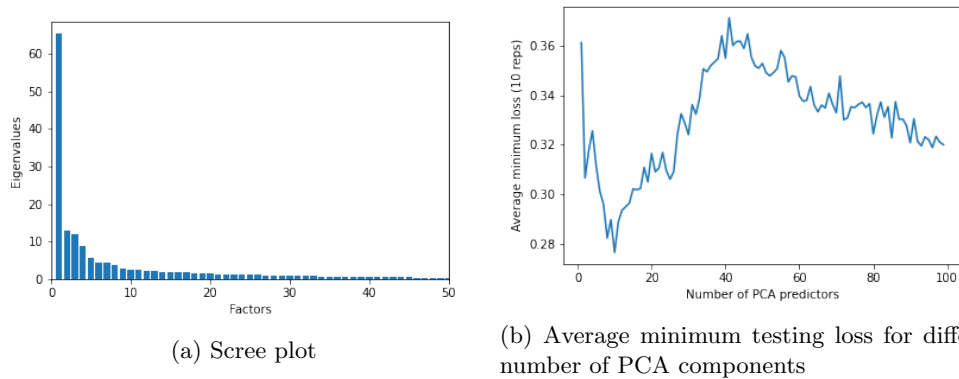 60
50
40
30
20
10
0
Eigenvalues
0 10 20 30 40 50
Factors
(a) Scree plot
0.36
0.34
0.32
0.30
0.28
Average minimum loss (10 reps)
0 20 40 60 80 100
Number of PCA predictors
(b) Average minimum testing loss for diffe
number of PCA components